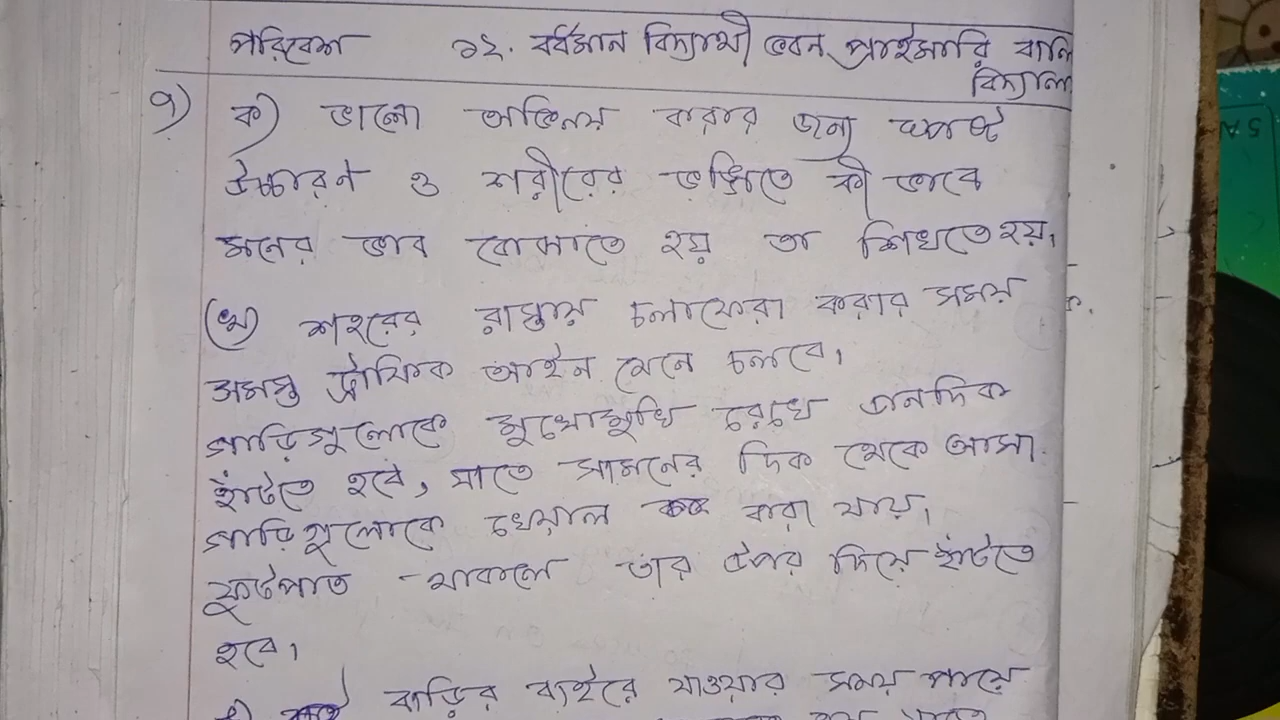 পরিবেশ ১২. বর্ধমান বিদ্যার্থী ভবন প্রাইমারি বালি
বিদ্যাল
৭) ক) ভালো অভিনয় করার জন্য স্পষ্ট
উচ্চারণ ও শরীরের ভঙ্গিতে কী ভাবে
মনের ভাব বোঝাতে হয় তা শিখতে হয়।
(খ) শহরের রাস্তায় চলাফেরা করার সময়
সমস্ত ট্রাফিক আইন মেনে চলবে।
গাড়িগুলোকে মুখোমুখি রেখে ডানদিক
হাঁটতে হবে, যাতে সামনের দিক থেকে আসা
গাড়িগুলোকে খেয়াল করা যায়।
ফুটপাত থাকলে তার উপর দিয়ে হাঁটতে
হবে।
বাড়ির বাইরে যাওয়ার সময় পায়ে